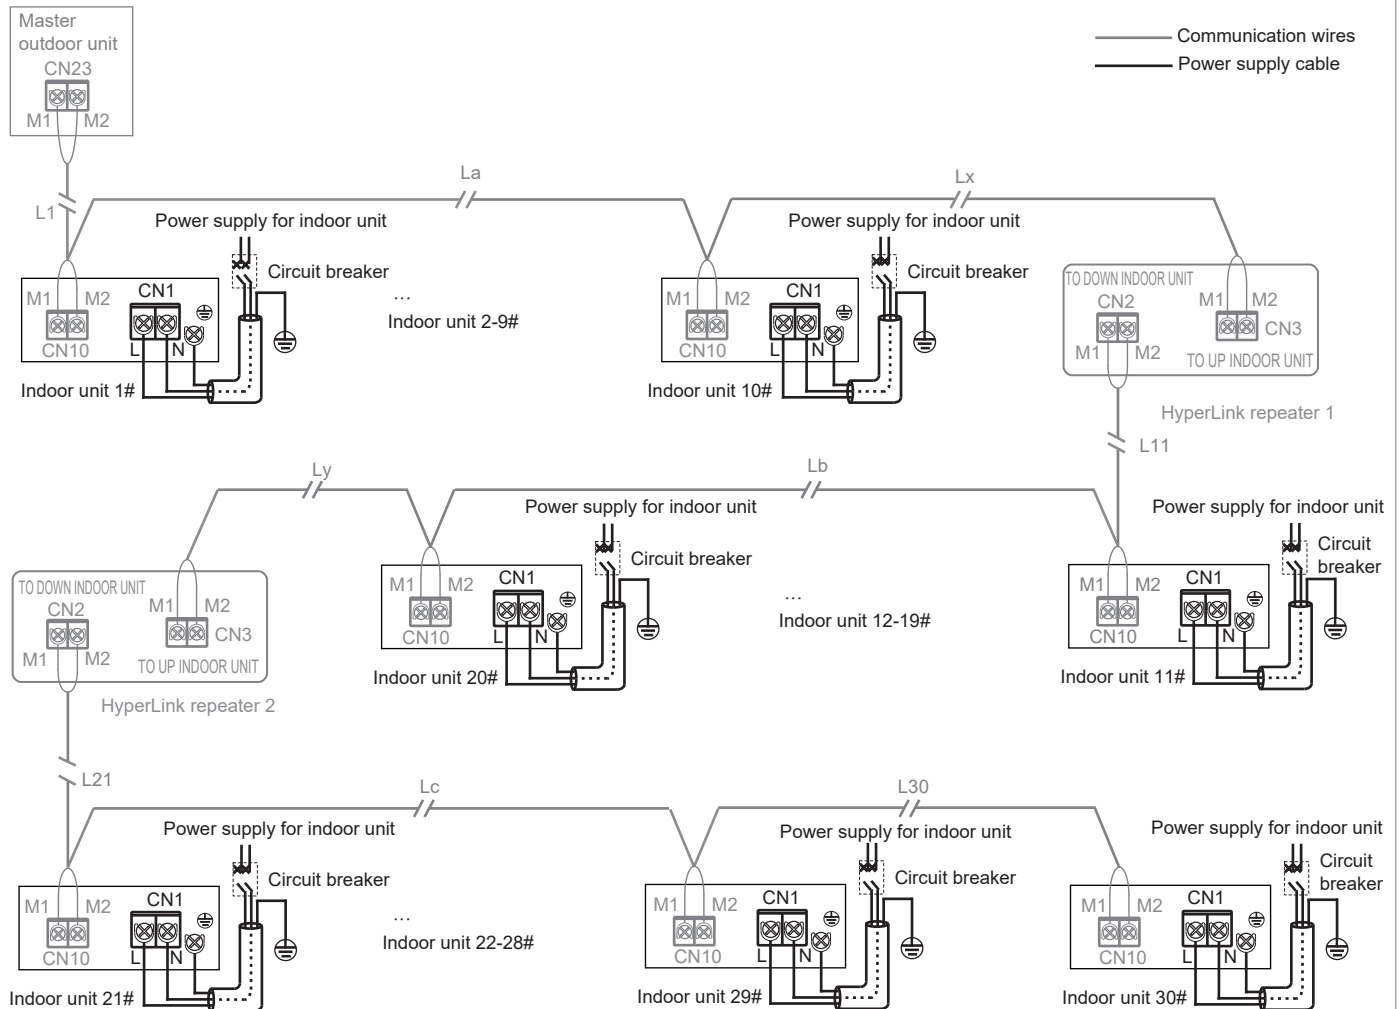 Master
outdoor unit
CN23
M1 M2
Communication wires
Power supply cable
L1
La
Lx
Power supply for indoor unit
Circuit breaker
M1 M2
CN1
CN10
L N
Indoor unit 1#
...
Indoor unit 2-9#
Power supply for indoor unit
Circuit breaker
M1 M2
CN1
CN10
L N
Indoor unit 10#
TO DOWN INDOOR UNIT
CN2
M1 M2
M1 M2
CN3
TO UP INDOOR UNIT
HyperLink repeater 1
L11
Ly
Lb
TO DOWN INDOOR UNIT
CN2
M1 M2
M1 M2
CN3
TO UP INDOOR UNIT
HyperLink repeater 2
Power supply for indoor unit
Circuit breaker
M1 M2
CN1
CN10
L N
Indoor unit 20#
...
Indoor unit 12-19#
Power supply for indoor unit
Circuit
breaker
M1 M2
CN1
CN10
L N
Indoor unit 11#
L21
Lc
L30
Power supply for indoor unit
Circuit breaker
M1 M2
CN1
CN10
L N
Indoor unit 21#
...
Indoor unit 22-28#
Power supply for indoor unit
Circuit breaker
M1 M2
CN1
CN10
L N
Indoor unit 29#
Power supply for indoor unit
Circuit
breaker
M1 M2
CN1
CN10
L N
Indoor unit 30#